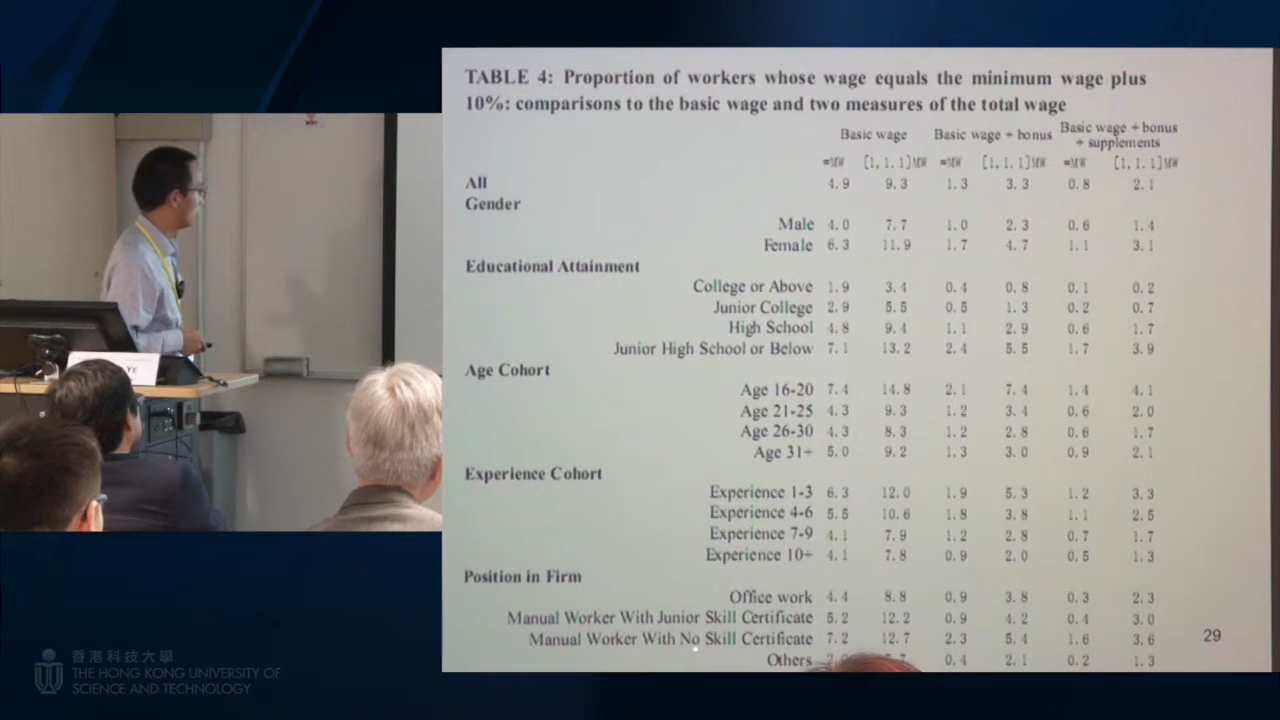 TABLE 4: Proportion of workers whose wage equals the minimum wage plus
10%: comparisons to the basic wage and two measures of the total wage
Basic wage Basic wage + bonus Basic wage + bonus + supplements
=MW [1, 1.1]MW =MW [1, 1.1]MW =MW [1, 1.1]MW
All 4.9 9.3 1.3 3.3 0.8 2.1
Gender
Male 4.0 7.7 1.0 2.3 0.6 1.4
Female 6.3 11.9 1.7 4.7 1.1 3.1
Educational Attainment
College or Above 1.9 3.4 0.4 0.8 0.1 0.2
Junior College 2.9 5.5 0.5 1.3 0.2 0.7
High School 4.8 9.4 1.1 2.9 0.6 1.7
Junior High School or Below 7.1 13.2 2.4 5.5 1.7 3.9
Age Cohort
Age 16-20 7.4 14.8 2.1 7.4 1.4 4.1
Age 21-25 4.3 9.3 1.2 3.4 0.6 2.0
Age 26-30 4.3 8.3 1.2 2.8 0.6 1.7
Age 31+ 5.0 9.2 1.3 3.0 0.9 2.1
Experience Cohort
Experience 1-3 6.3 12.0 1.9 5.3 1.2 3.3
Experience 4-6 5.5 10.6 1.8 3.8 1.1 2.5
Experience 7-9 4.1 7.9 1.2 2.8 0.7 1.7
Experience 10+ 4.1 7.8 0.9 2.0 0.5 1.3
Position in Firm
Office work 4.4 8.8 0.9 3.8 0.3 2.3
Manual Worker With Junior Skill Certificate 5.2 12.2 0.9 4.2 0.4 3.0
Manual Worker With No Skill Certificate 7.2 12.7 2.3 5.4 1.6 3.6
Others 0.4 2.1 0.2 1.3
29
YE
香港科技大學
THE HONG KONG UNIVERSITY OF
SCIENCE AND TECHNOLOGY